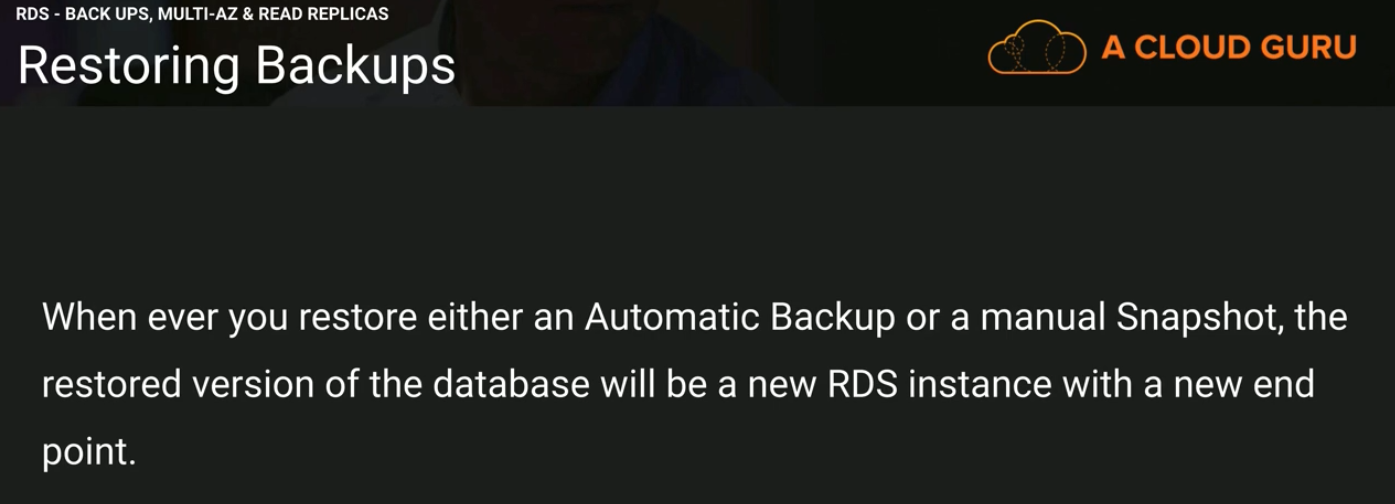 RDS - BACK UPS, MULTI-AZ & READ REPLICAS
Restoring Backups
A CLOUD GURU
When ever you restore either an Automatic Backup or a manual Snapshot, the
restored version of the database will be a new RDS instance with a new end
point.